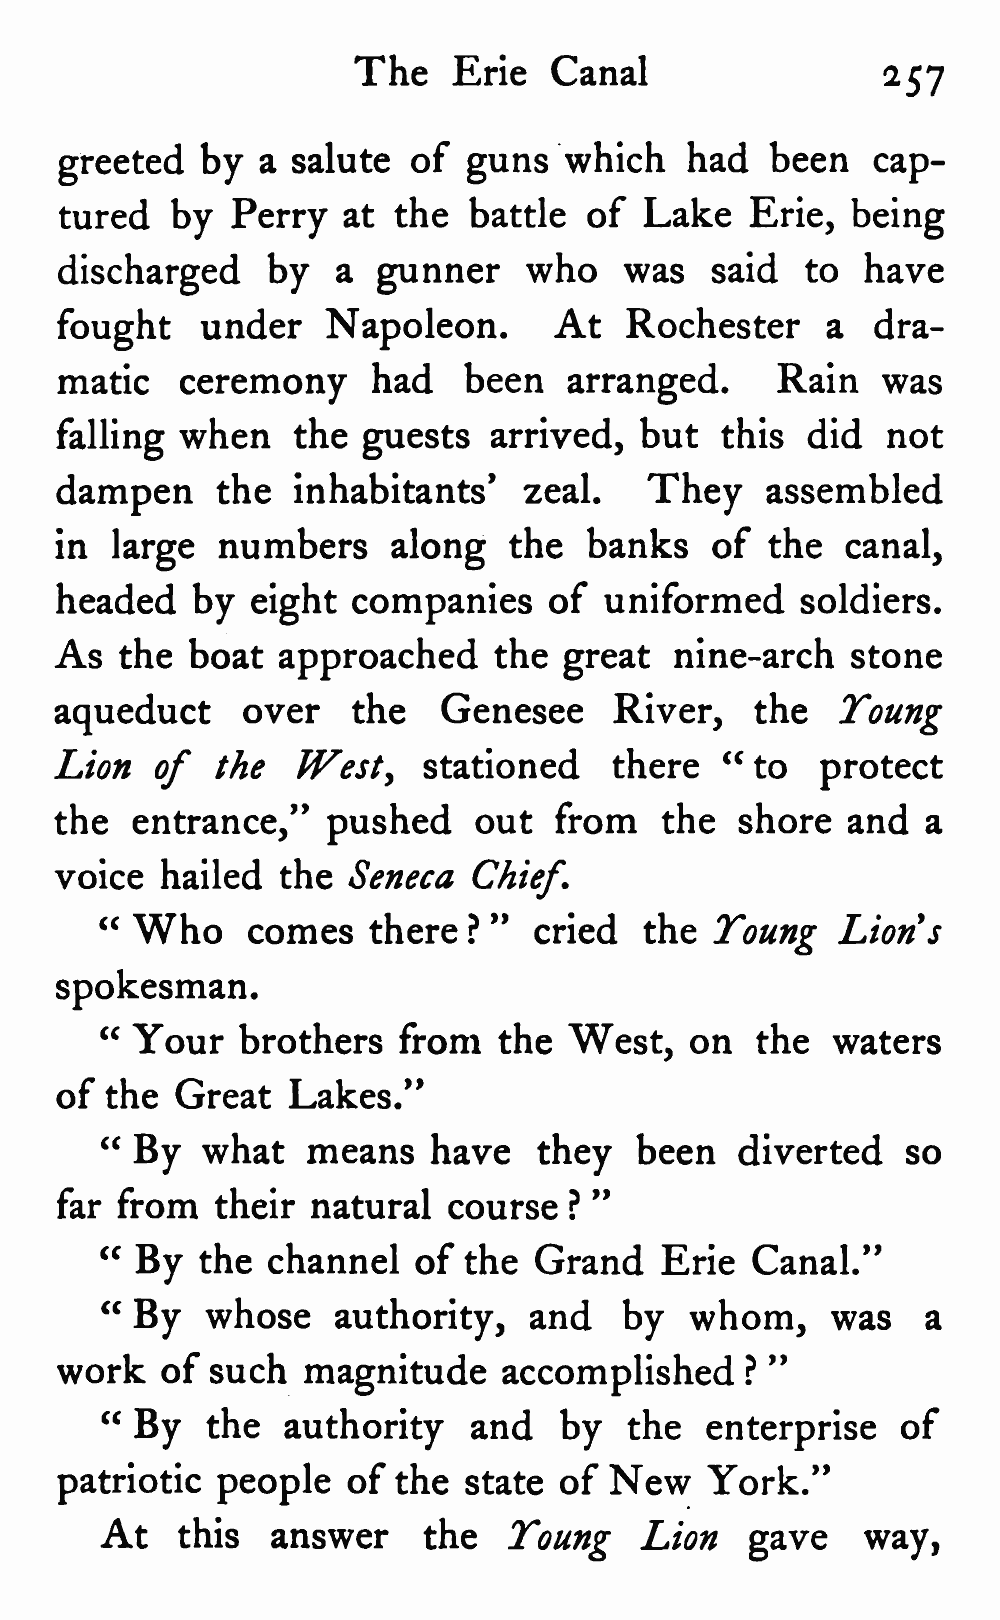 The Erie Canal 257
greeted by a salute of guns which had been cap-
tured by Perry at the battle of Lake Erie, being
discharged by a gunner who was said to have
fought under Napoleon. At Rochester a dra-
matic ceremony had been arranged. Rain was
falling when the guests arrived, but this did not
dampen the inhabitants' zeal. They assembled
in large numbers along the banks of the canal,
headed by eight companies of uniformed soldiers.
As the boat approached the great nine-arch stone
aqueduct over the Genesee River, the Young
Lion of the West, stationed there “ to protect
the entrance,” pushed out from the shore and a
voice hailed the Seneca Chief.
“ Who comes there ? ” cried the Young Lion's
spokesman.
“ Your brothers from the West, on the waters
of the Great Lakes.”
“ By what means have they been diverted so
far from their natural course ? ”
“ By the channel of the Grand Erie Canal.”
“ By whose authority, and by whom, was a
work of such magnitude accomplished ? ”
“ By the authority and by the enterprise of
patriotic people of the state of New York.”
At this answer the Young Lion gave way,